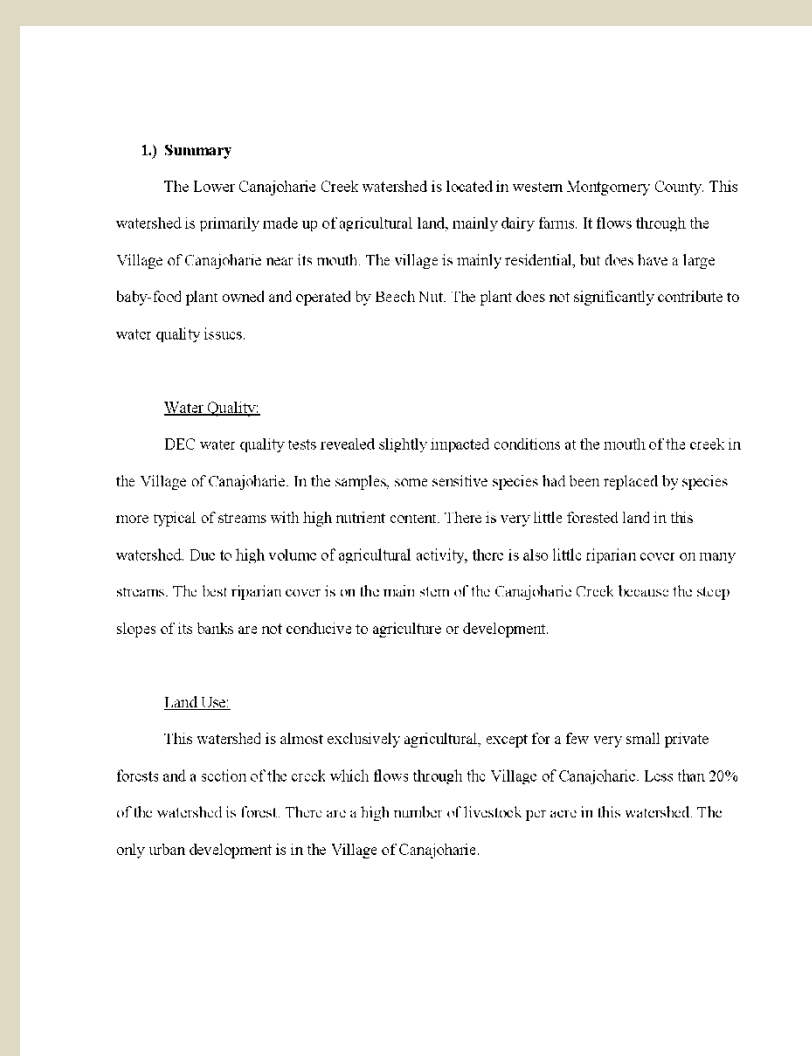 1.) Summary
The Lower Canajoharie Creek watershed is located in western Montgomery County. This
watershed is primarily made up of agricultural land, mainly dairy farms. It flows through the
Village of Canajoharie near its mouth. The village is mainly residential, but does have a large
baby-food plant owned and operated by Beech Nut. The plant does not significantly contribute to
water quality issues.
Water Quality:
DEC water quality tests revealed slightly impacted conditions at the mouth of the creek in
the Village of Canajoharie. In the samples, some sensitive species had been replaced by species
more typical of streams with high nutrient content. There is very little forested land in this
watershed. Due to high volume of agricultural activity, there is also little riparian cover on many
streams. The best riparian cover is on the main stem of the Canajoharie Creek because the steep
slopes of its banks are not conducive to agriculture or development.
Land Use:
This watershed is almost exclusively agricultural, except for a few very small private
forests and a section of the creek which flows through the Village of Canajoharie. Less than 20%
of the watershed is forest. There are a high number of livestock per acre in this watershed. The
only urban development is in the Village of Canajoharie.